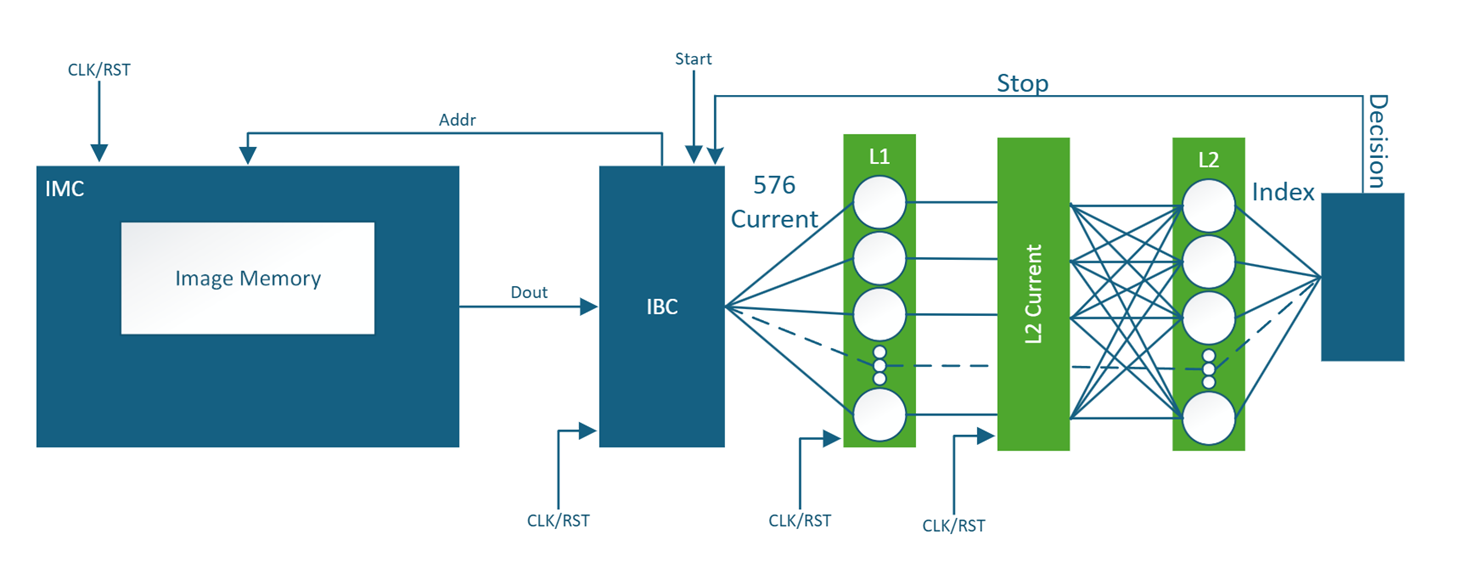 CLK/RST
Start
Stop
Addr
Decision
IMC
L1
L2
576
Current
Index
Image Memory
Dout
IBC
L2 Current
CLK/RST
CLK/RST
CLK/RST